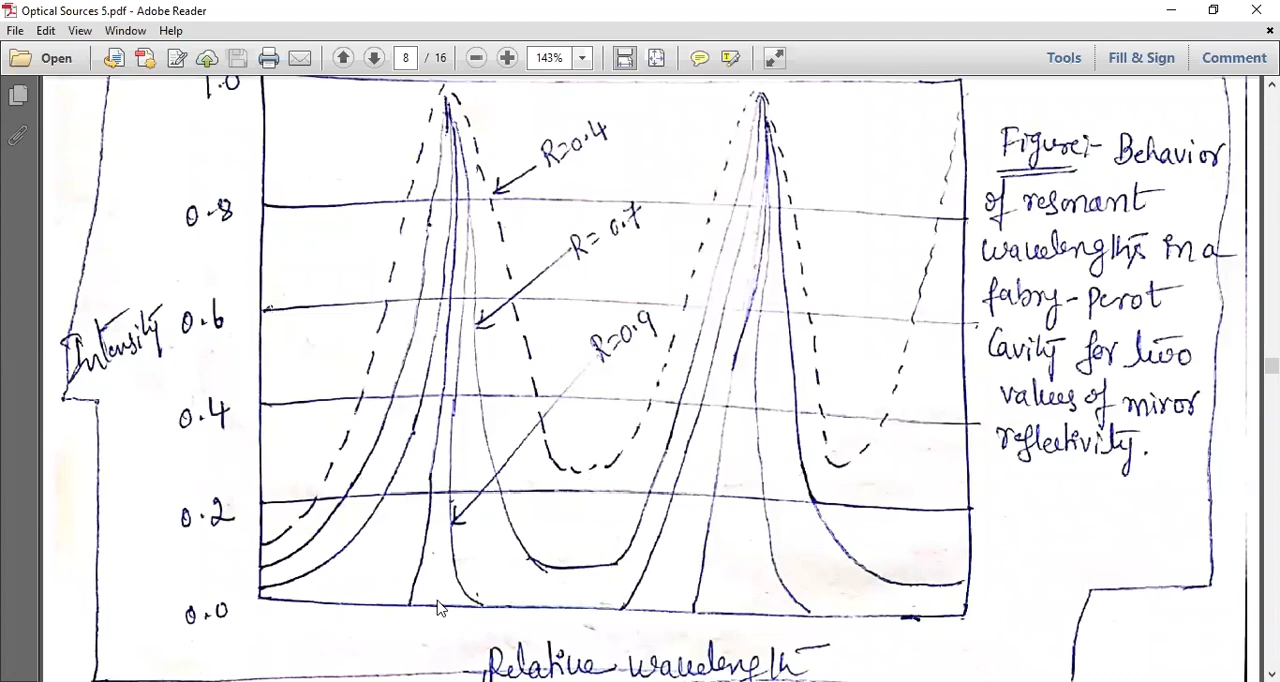 Optical Sources 5.pdf - Adobe Reader
File Edit View Window Help
Open 8 / 16 143% Tools Fill & Sign Comment
1.0
0.8
0.6
0.4
0.2
0.0
Intensity
R=0.4
R= 0.7
R=0.9
Relative wavelength
Figure:- Behavior
of resonant
wavelengths in a
fabry-perot
Cavity for two
values of miror
reflectivity.